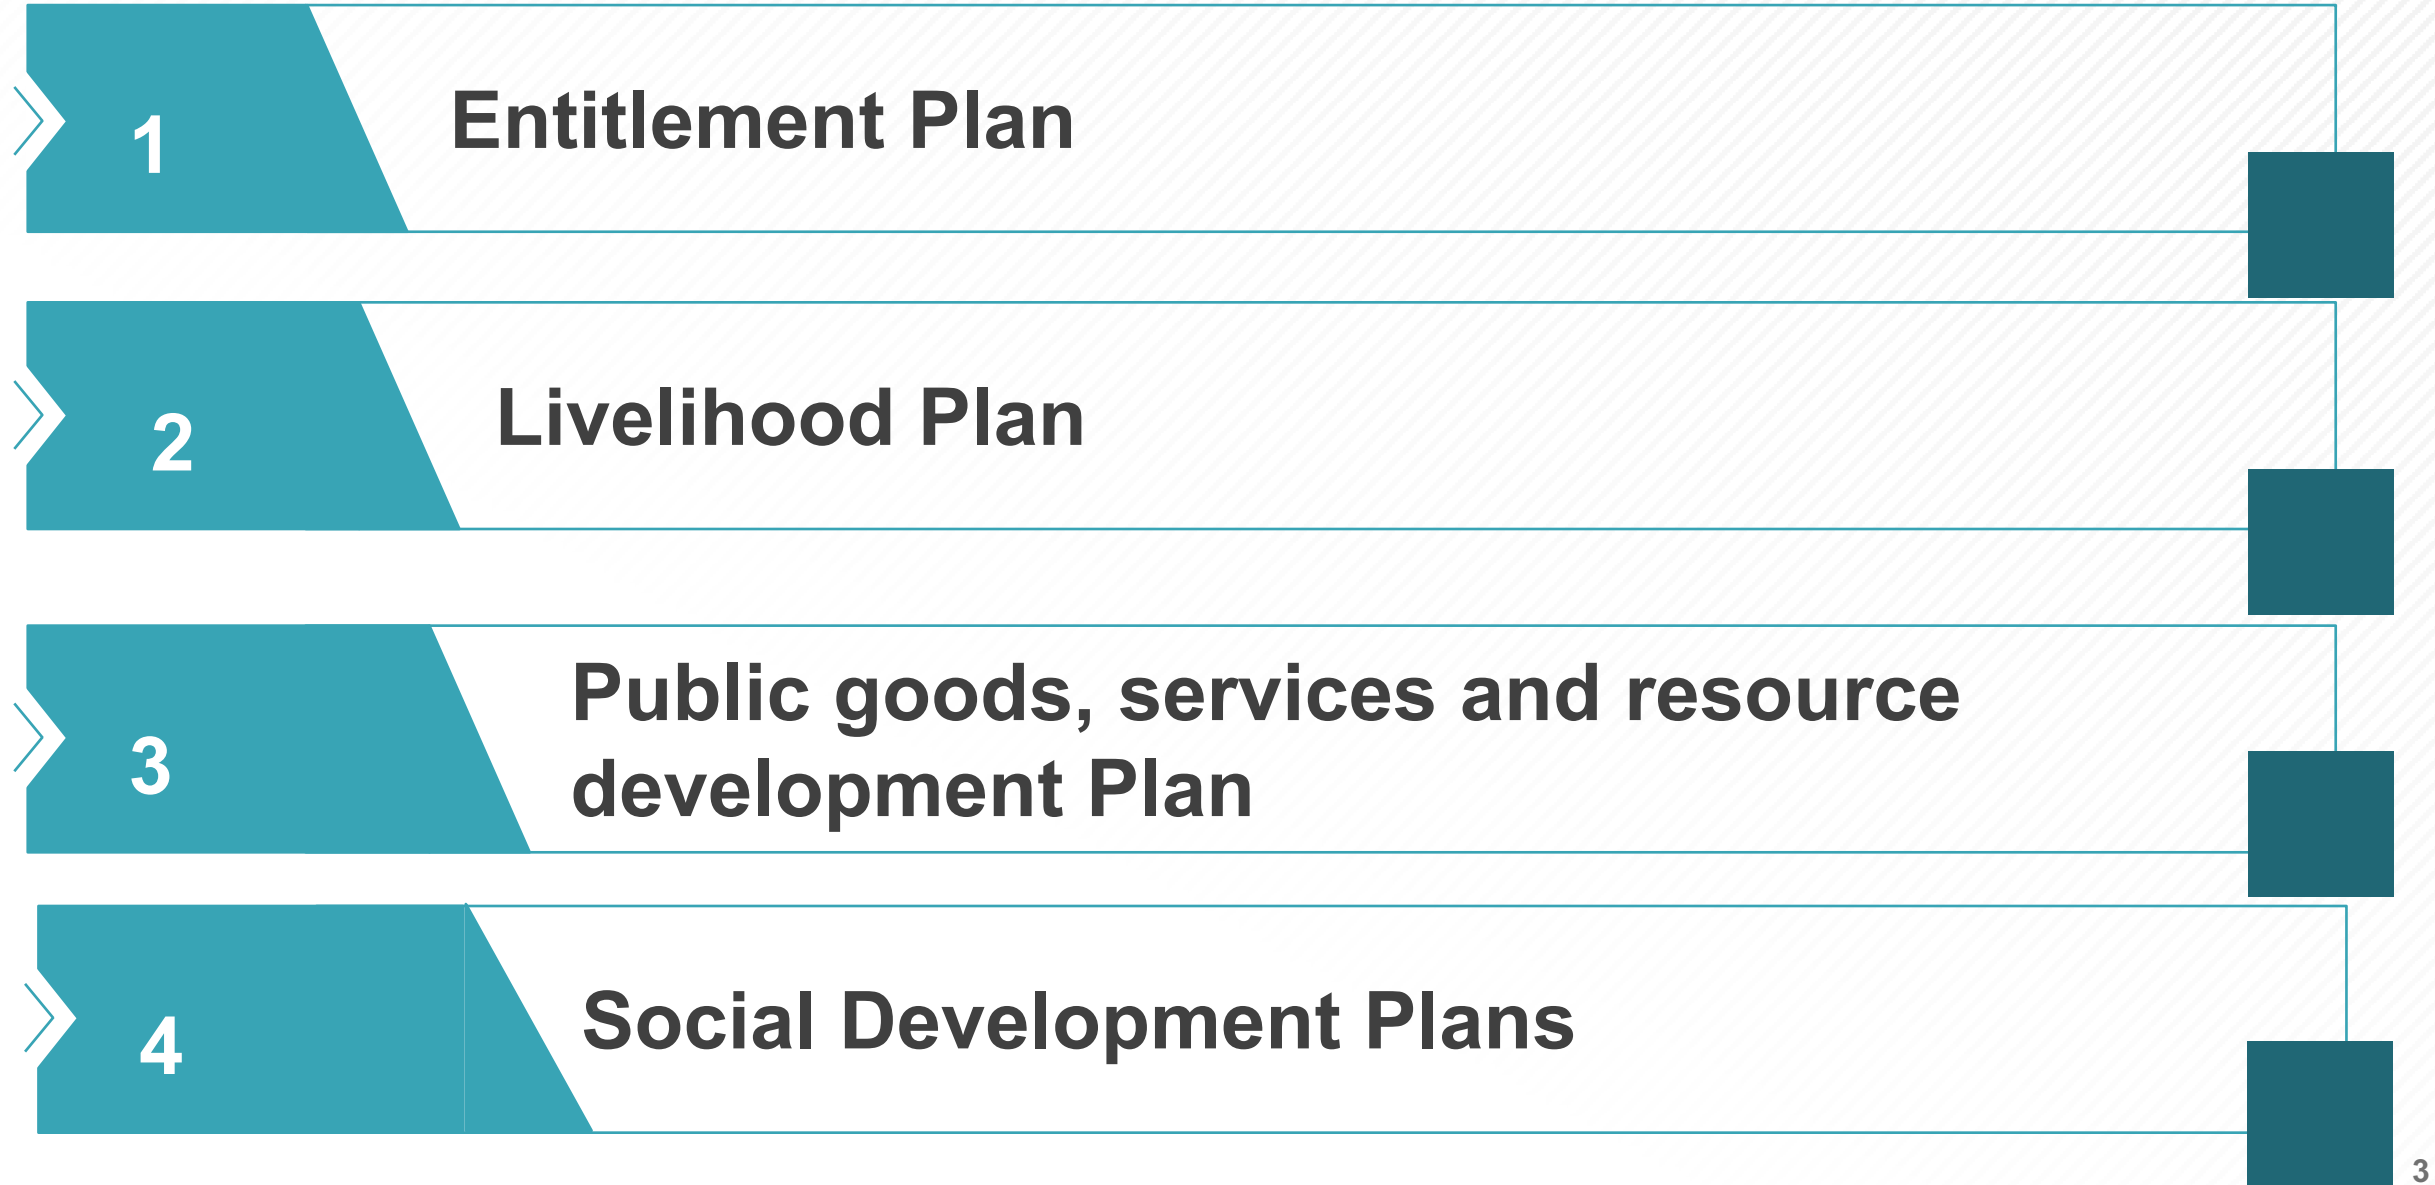 1
Entitlement Plan
2
Livelihood Plan
3
Public goods, services and resource
development Plan
4
Social Development Plans
3